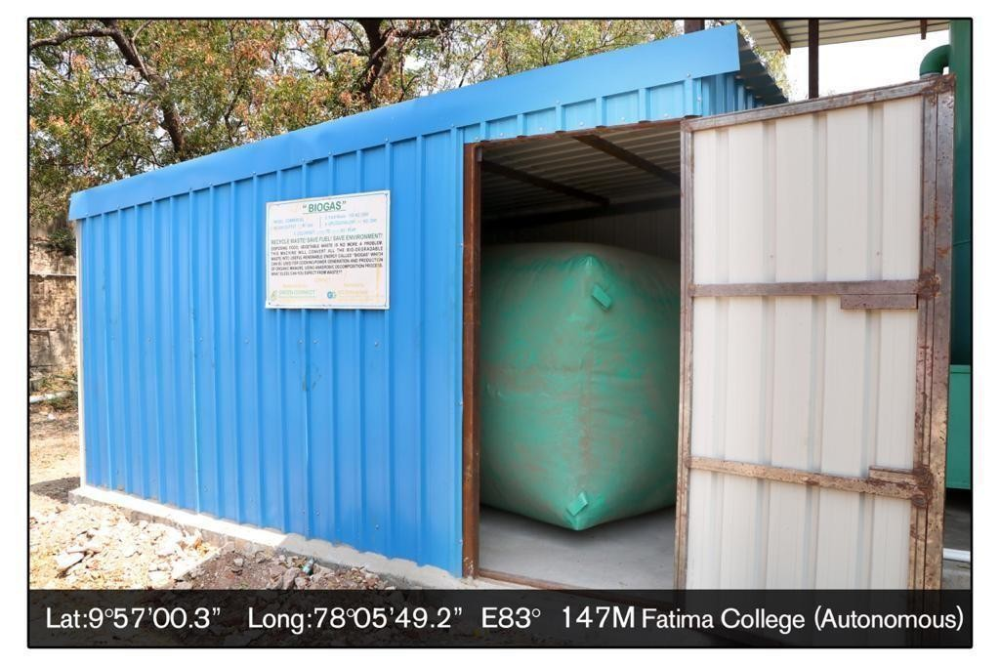 "BIOGAS"
RECYCLE WASTE! SAVE FUEL! SAVE ENVIRONMENT!
DISPOSING FOOD, VEGETABLE WASTE IS NO MORE A PROBLEM.
THIS MACHINE WILL CONVERT ALL THE BIO-DEGRADABLE
WASTE INTO USEFUL RENEWABLE ENERGY CALLED "BIOGAS" WHICH
CAN BE USED FOR COOKING/POWER GENERATION AND PRODUCTION
OF ORGANIC MANURE, USING ANAEROBIC DECOMPOSITION PROCESS.
WHAT ELSE CAN YOU EXPECT FROM WASTE??
GREEN CONNECT
Lat:9°57'00.3" Long:78°05'49.2" E83° 147M Fatima College (Autonomous)